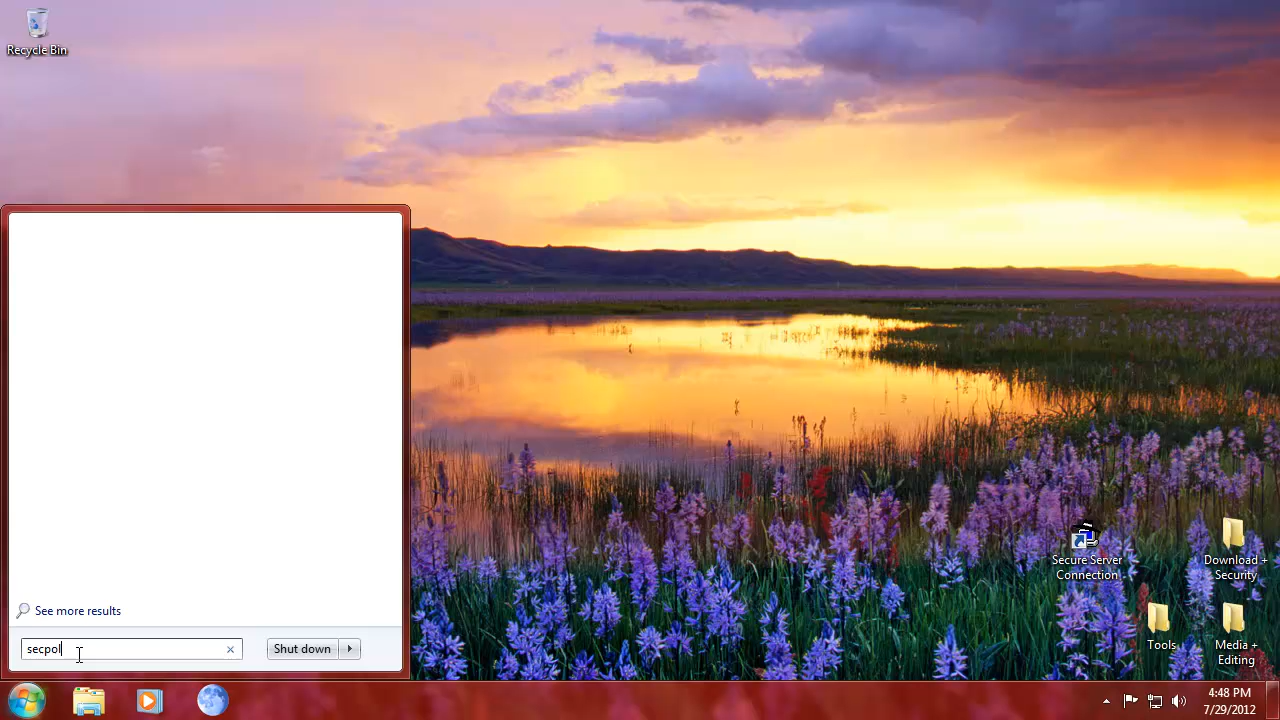 Recycle Bin
See more results
secpol
Shut down
Secure Server
Connection
Download +
Security
Tools
Media +
Editing
4:48 PM
7/29/2012